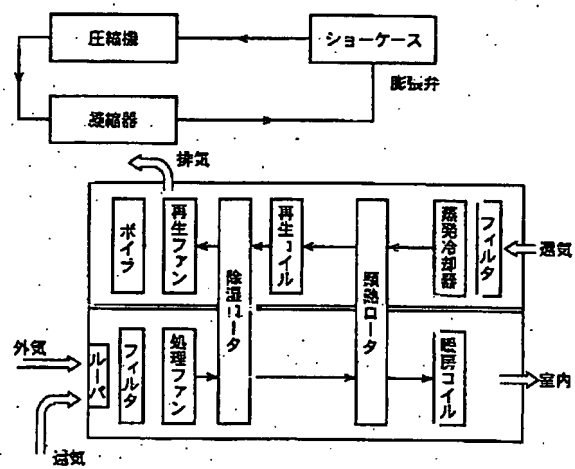 圧縮機
ショーケース
膨張弁
凝縮器
排気
ボイラ
再生ファン
除湿ロータ
再生コイル
顕熱ロータ
蒸発冷却器
フィルタ
還気
外気
ルーバ
フィルタ
処理ファン
暖房コイル
室内
還気